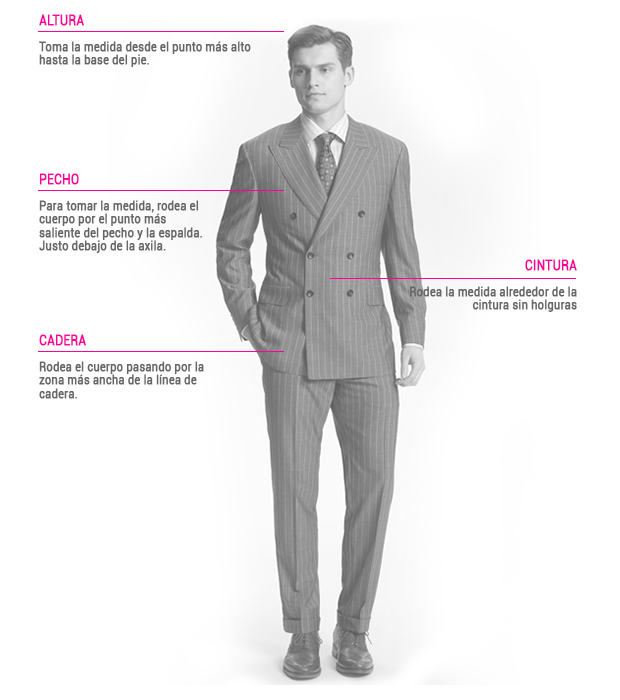 ALTURA
Toma la medida desde el punto más alto
hasta la base del pie.
PECHO
Para tomar la medida, rodea el
cuerpo por el punto más
saliente del pecho y la espalda.
Justo debajo de la axila.
CINTURA
Rodea la medida alrededor de la
cintura sin holguras
CADERA
Rodea el cuerpo pasando por la
zona más ancha de la línea de
cadera.